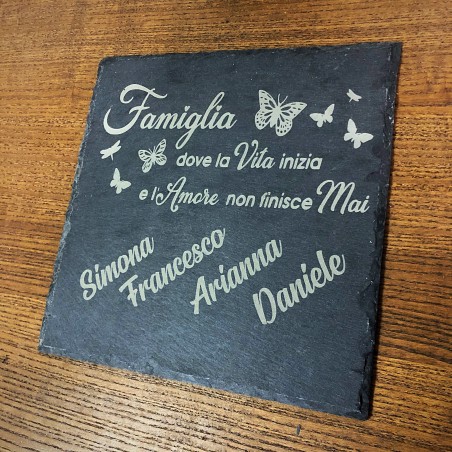 Famiglia
dove la Vita inizia
e l'Amore non finisce Mai
Simona
Francesco
Arianna
Daniele